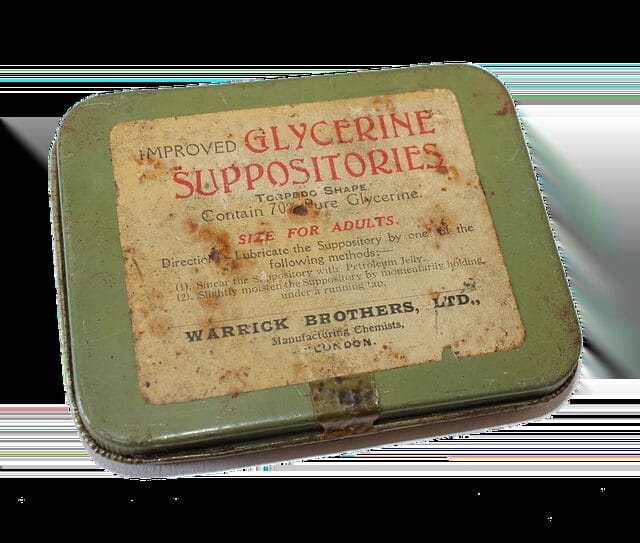 IMPROVED GLYCERINE
SUPPOSITORIES
TORPEDO SHAPE
Contain 70% Pure Glycerine.
SIZE FOR ADULTS.
Directions.—Lubricate the Suppository by one of the
following methods:—
(1). Smear the suppository with Petroleum Jelly.
(2). Slightly moisten the Suppository by momentarily holding
under a running tap.
WARRICK BROTHERS, LTD.,
Manufacturing Chemists,
LONDON.